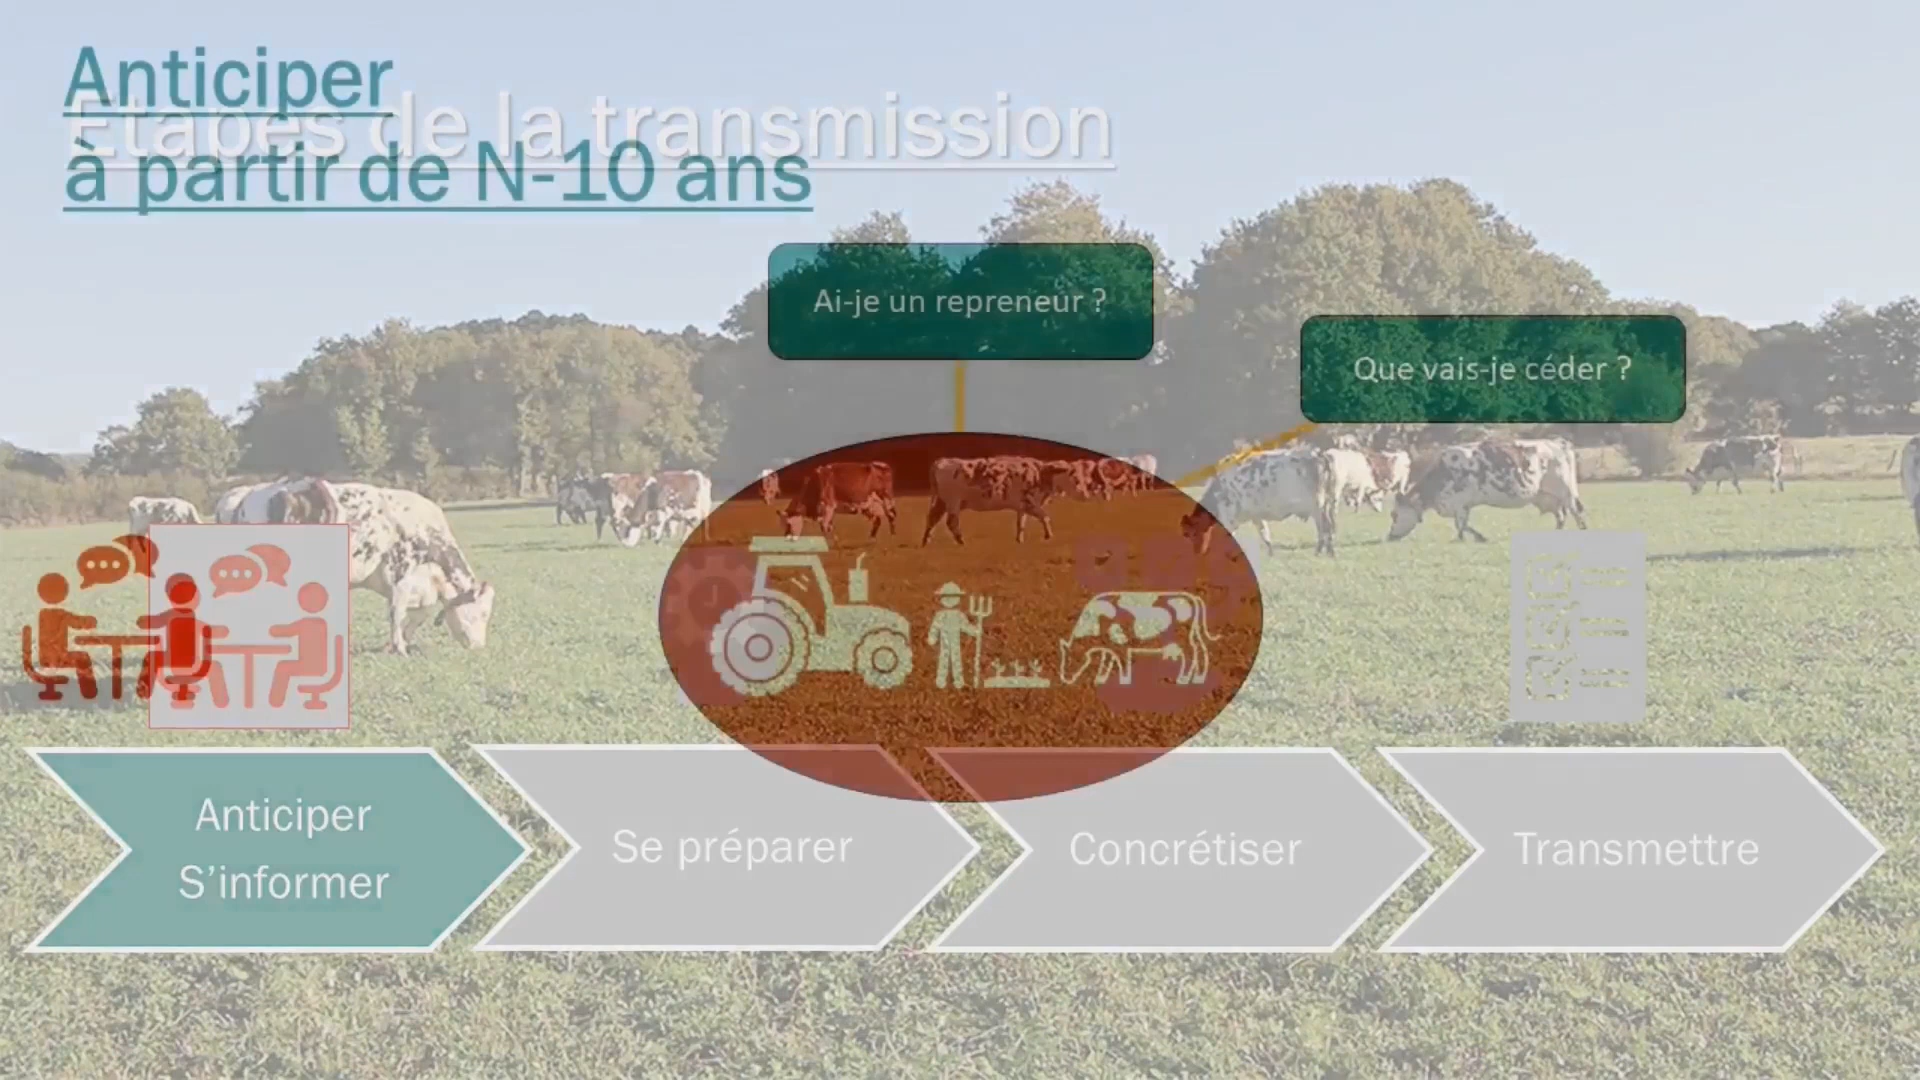 Anticiper
à partir de N-10 ans
Etapes de la transmission
Ai-je un repreneur ?
Que vais-je céder ?
Anticiper
S'informer
Se préparer
Concrétiser
Transmettre